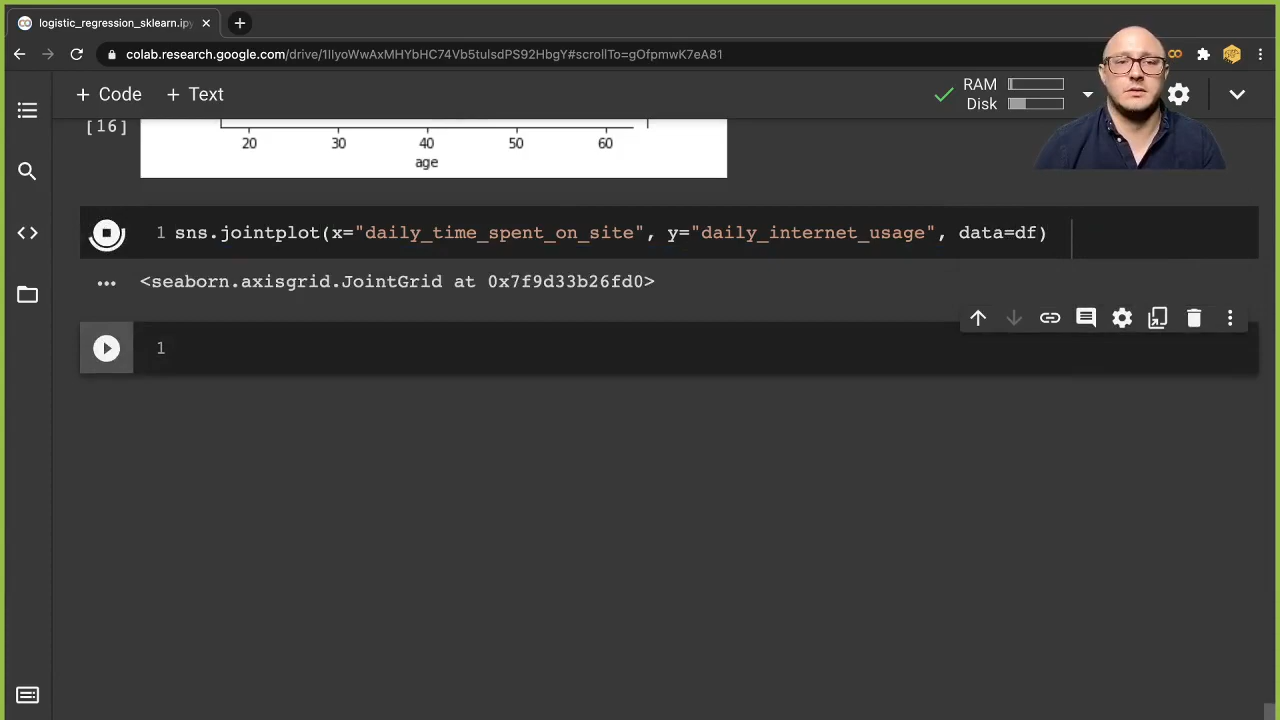 logistic_regression_sklearn.ipy
colab.research.google.com/drive/1IlyoWwAxMHYbHC74Vb5tulsdPS92HbgY#scrollTo=gOfpmwK7eA81
+ Code + Text
RAM
Disk
[16]
20 30 40 50 60
age
1 sns.jointplot(x="daily_time_spent_on_site", y="daily_internet_usage", data=df)
<seaborn.axisgrid.JointGrid at 0x7f9d33b26fd0>
1